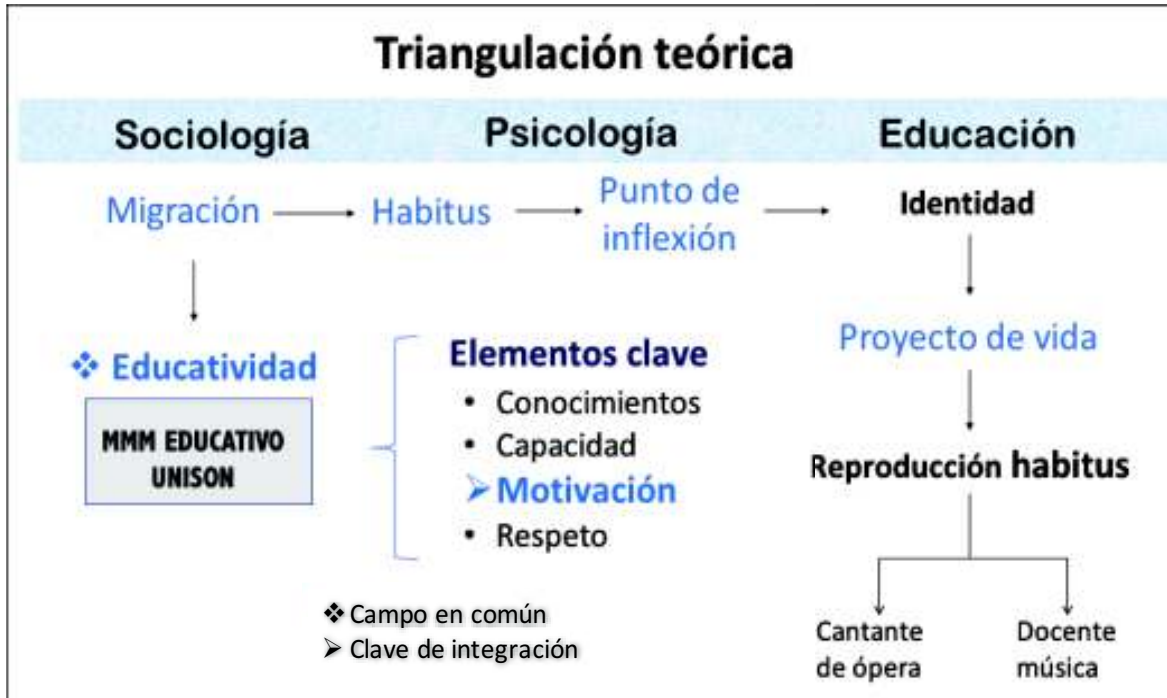 Triangulación teórica
Sociología
Psicología
Educación
Migración
Habitus
Punto de
inflexión
Identidad
❖ Educatividad
MMM EDUCATIVO
UNISON
Elementos clave
• Conocimientos
• Capacidad
➢ Motivación
• Respeto
Proyecto de vida
Reproducción habitus
Cantante
de ópera
Docente
música
❖ Campo en común
➢ Clave de integración